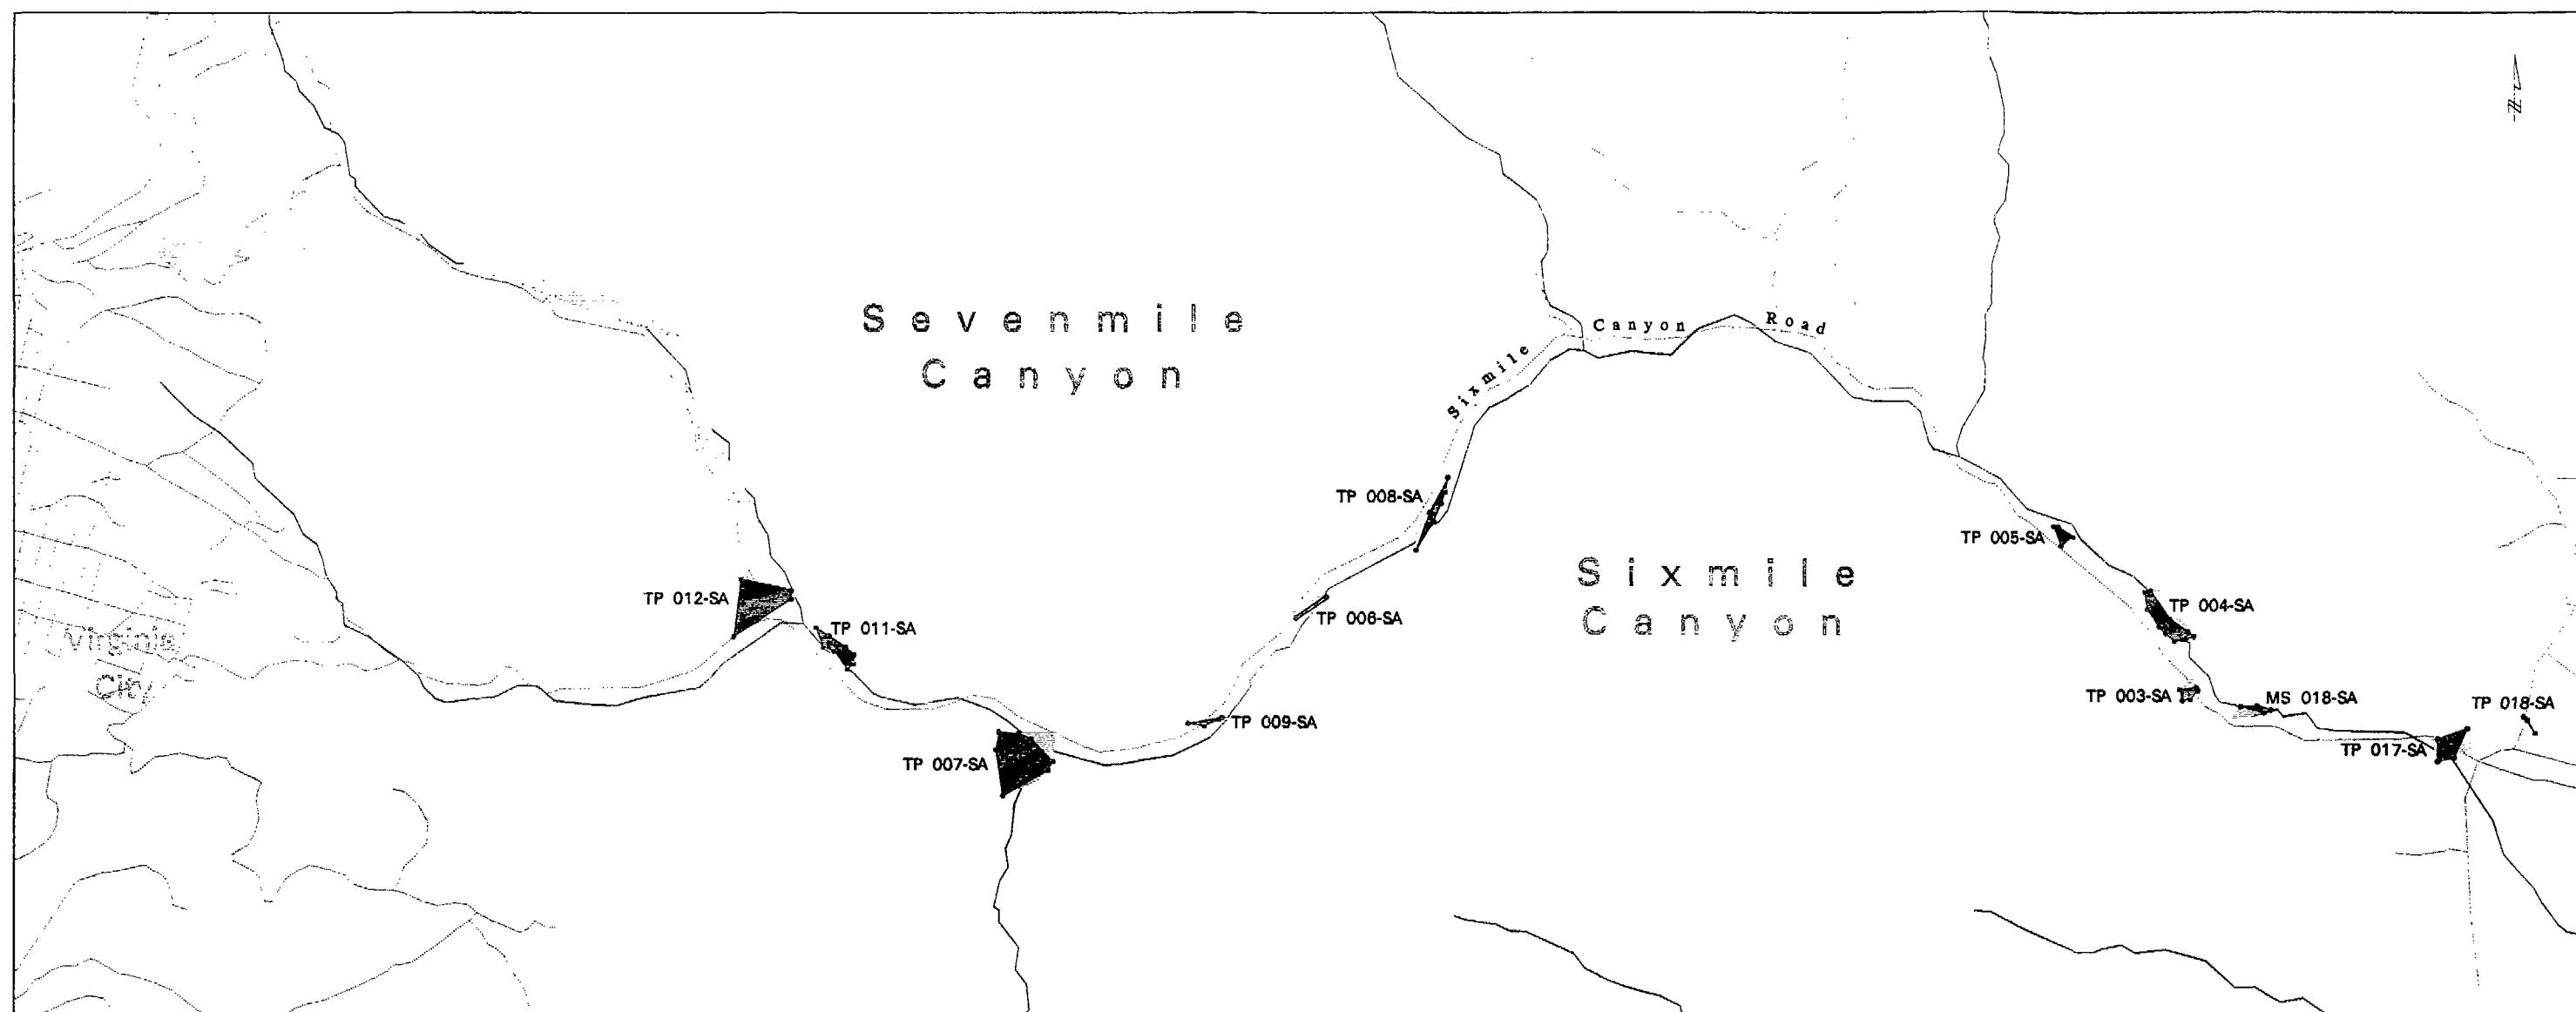 N
Sevenmile
Canyon
Sixmile Canyon Road
TP 008-SA
TP 005-SA
Sixmile
Canyon
TP 012-SA
TP 004-SA
TP 006-SA
TP 011-SA
Virginia
City
TP 003-SA
MS 018-SA
TP 018-SA
TP 009-SA
TP 017-SA
TP 007-SA